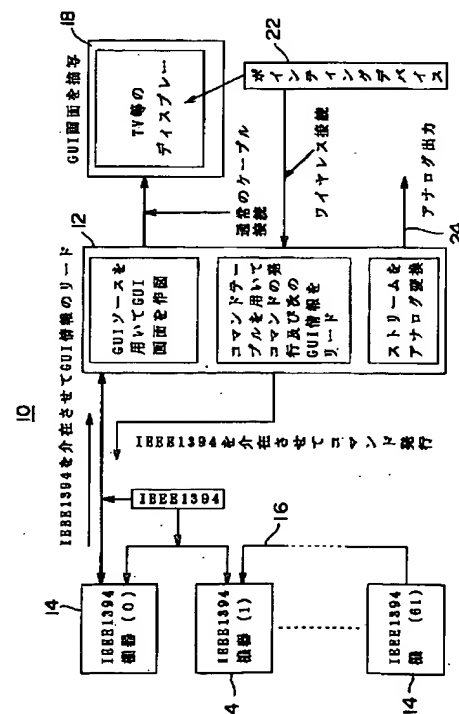 10
IEEE1394を介在させてGUI情報のリード
14
IEEE1394
機器(0)
IEEE1394
IEEE1394
機器(1)
4
16
IEEE1394
機(61)
14
IEEE1394を介在させてコマンド発行
12
GUIソースを
用いてGUI
画面を作図
コマンドテー
ブルを用いて
コマンドの発
行及び次の
GUI情報を
リード
ストリームを
アナログ変換
通常のケーブル
接続
ワイヤレス接続
アナログ出力
24
GUI画面を描写
18
TV等の
ディスプレー
22
ポインティングデバイス